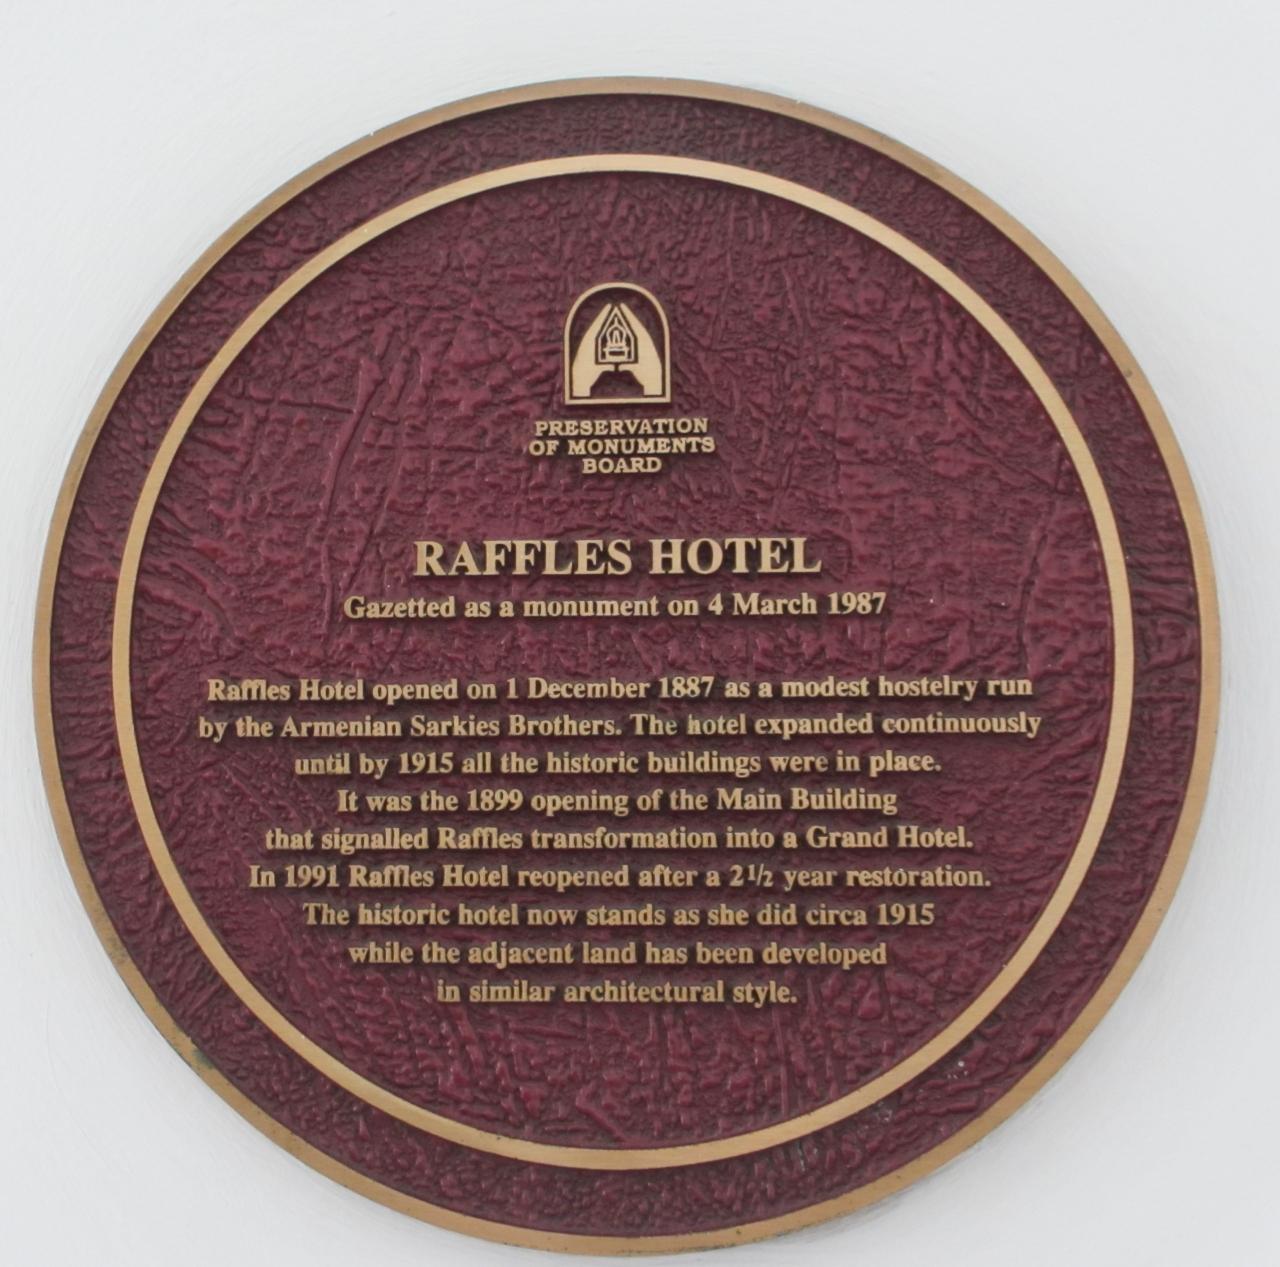 PRESERVATION
OF MONUMENTS
BOARD
RAFFLES HOTEL
Gazetted as a monument on 4 March 1987
Raffles Hotel opened on 1 December 1887 as a modest hostelry run
by the Armenian Sarkies Brothers. The hotel expanded continuously
until by 1915 all the historic buildings were in place.
It was the 1899 opening of the Main Building
that signalled Raffles transformation into a Grand Hotel.
In 1991 Raffles Hotel reopened after a 2½ year restoration.
The historic hotel now stands as she did circa 1915
while the adjacent land has been developed
in similar architectural style.